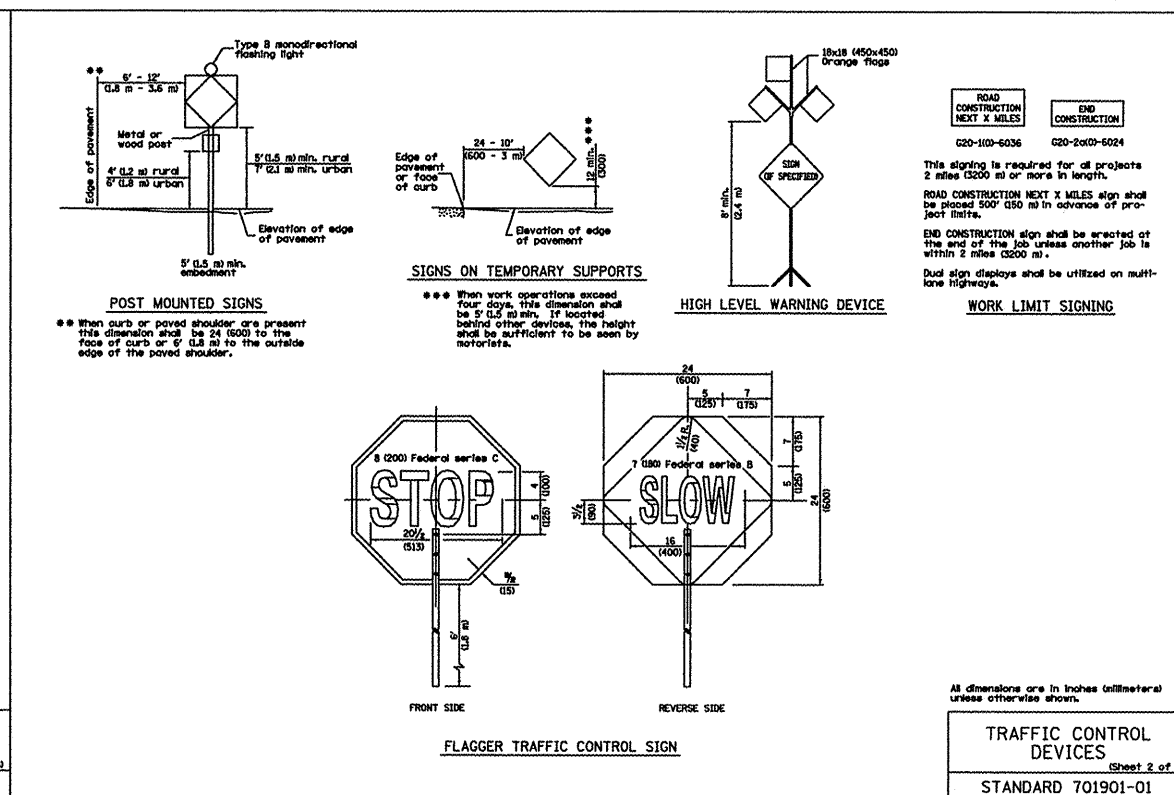 Type B monodirectional
flashing light
**
6' - 12'
(1.8 m - 3.6 m)
Edge of pavement
Metal or
wood post
4' (1.2 m) rural
6' (1.8 m) urban
5' (1.5 m) min. rural
7' (2.1 m) min. urban
Elevation of edge
of pavement
5' (1.5 m) min.
embedment
POST MOUNTED SIGNS
** When curb or paved shoulder are present
this dimension shall be 24 (600) to the
face of curb or 6' (1.8 m) to the outside
edge of the paved shoulder.
24 - 10'
(600 - 3 m)
Edge of
pavement
or face
of curb
12 min. ***
(300)
Elevation of edge
of pavement
SIGNS ON TEMPORARY SUPPORTS
*** When work operations exceed
four days, this dimension shall
be 5' (1.5 m) min. If located
behind other devices, the height
shall be sufficient to be seen by
motorists.
18x18 (450x450)
Orange flags
8' min.
(2.4 m)
SIGN
(IF SPECIFIED)
HIGH LEVEL WARNING DEVICE
ROAD
CONSTRUCTION
NEXT X MILES
END
CONSTRUCTION
G20-1(0)-6036
G20-2a(0)-6024
This signing is required for all projects
2 miles (3200 m) or more in length.
ROAD CONSTRUCTION NEXT X MILES sign shall
be placed 500' (150 m) in advance of pro-
ject limits.
END CONSTRUCTION sign shall be erected at
the end of the job unless another job is
within 2 miles (3200 m).
Dual sign displays shall be utilized on multi-
lane highways.
WORK LIMIT SIGNING
8 (200) Federal series C
STOP
4
(100)
5
(125)
20½
(513)
(15)
6'
(1.8 m)
FRONT SIDE
24
(600)
5
(125)
7
(175)
1½ R.
(40)
7 (180) Federal series B
SLOW
3½
(90)
16
(400)
7
(175)
5
(125)
24
(600)
REVERSE SIDE
FLAGGER TRAFFIC CONTROL SIGN
All dimensions are in inches (millimeters)
unless otherwise shown.
TRAFFIC CONTROL
DEVICES
(Sheet 2 of
STANDARD 701901-01